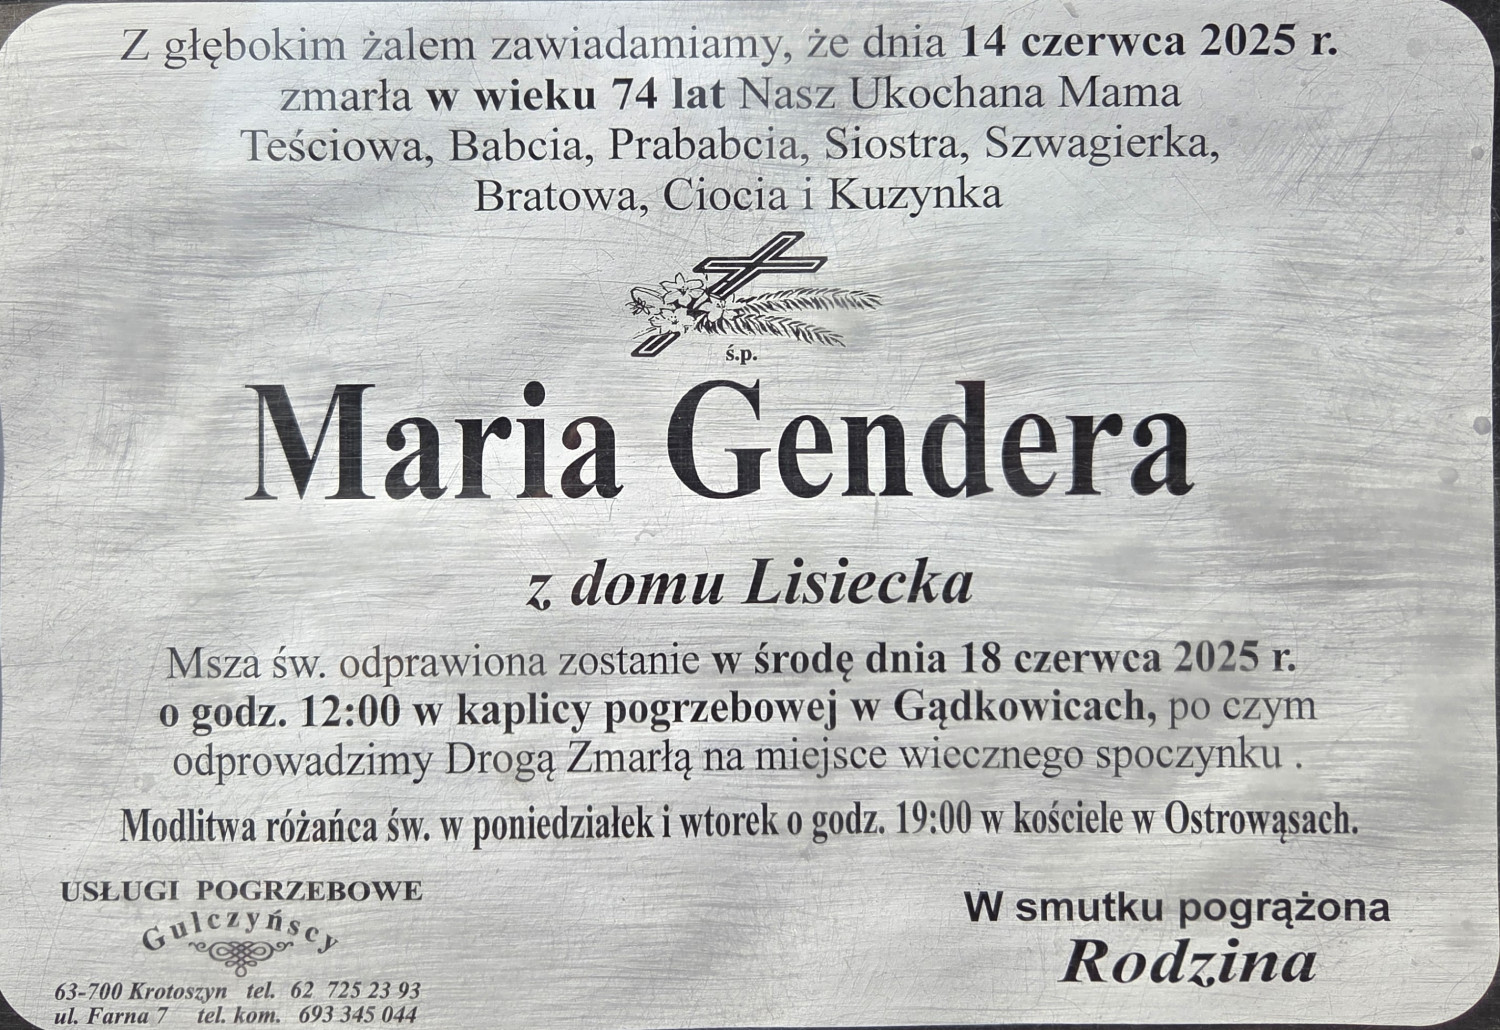 Z głębokim żalem zawiadamiamy, że dnia 14 czerwca 2025 r.
zmarła w wieku 74 lat Nasz Ukochana Mama
Teściowa, Babcia, Prababcia, Siostra, Szwagierka,
Bratowa, Ciocia i Kuzynka
ś.p.
Maria Gendera
z domu Lisiecka
Msza św. odprawiona zostanie w środę dnia 18 czerwca 2025 r.
o godz. 12:00 w kaplicy pogrzebowej w Gądkowicach, po czym
odprowadzimy Drogą Zmarłą na miejsce wiecznego spoczynku .
Modlitwa różańca św. w poniedziałek i wtorek o godz. 19:00 w kościele w Ostrowąsach.
USŁUGI POGRZEBOWE
Gulczyńscy
63-700 Krotoszyn tel. 62 725 23 93
ul. Farna 7 tel. kom. 693 345 044
W smutku pogrążona
Rodzina